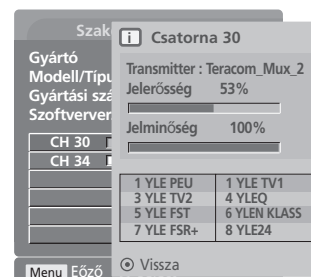 Szak
Gyártó
Modell/Típu
Gyártási szá
Szoftverver
CH 30
CH 34
Menu Előző
i Csatorna 30
Transmitter : Teracom_Mux_2
Jelerősség 53%
Jelminőség 100%
1 YLE PEU 1 YLE TV1
3 YLE TV2 4 YLEQ
5 YLE FST 6 YLEN KLASS
7 YLE FSR+ 8 YLE24
Vissza